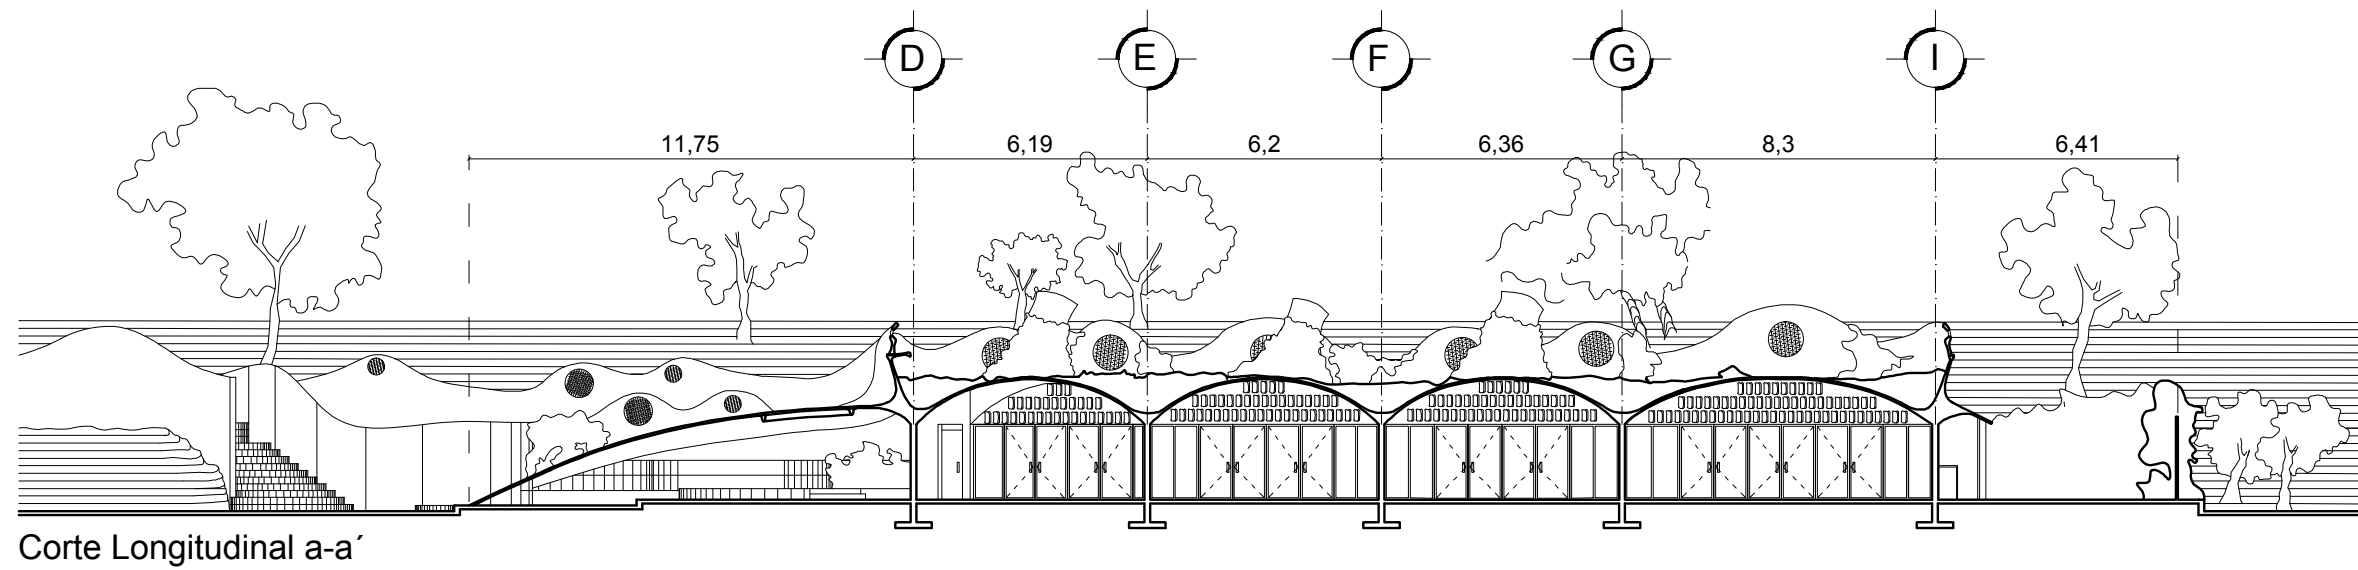 D E F G I
11,75 6,19 6,2 6,36 8,3 6,41
Corte Longitudinal a-a´